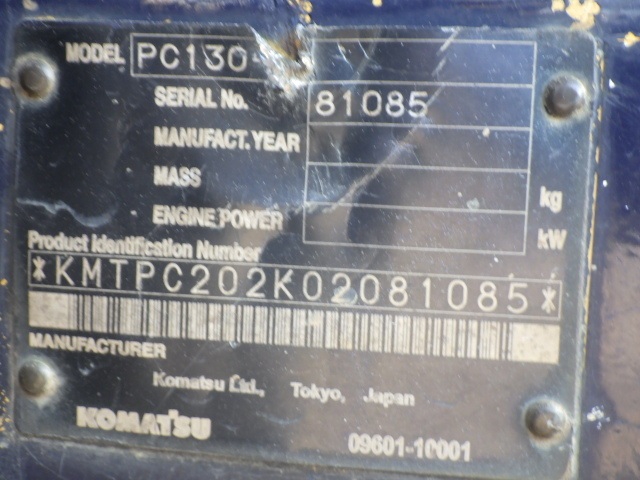 MODEL PC130
SERIAL No. 81085
MANUFACT. YEAR
MASS kg
ENGINE POWER kW
Product Identification Number
*KMTPC202K02081085*
MANUFACTURER
Komatsu Ltd., Tokyo, Japan
KOMATSU
09601-10001